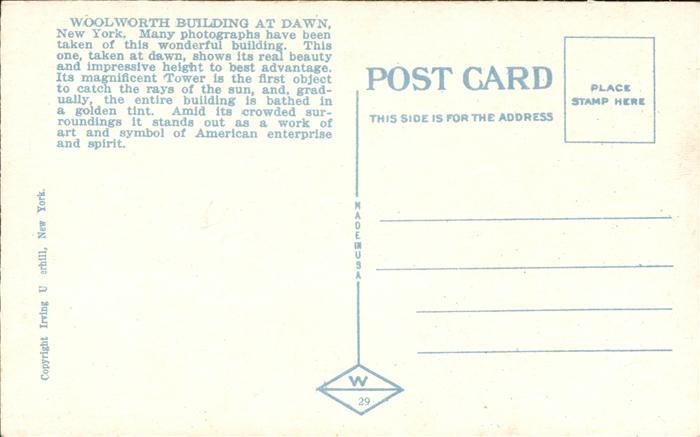 WOOLWORTH BUILDING AT DAWN,
New York. Many photographs have been
taken of this wonderful building. This
one, taken at dawn, shows its real beauty
and impressive height to best advantage.
Its magnificent Tower is the first object
to catch the rays of the sun, and, grad-
ually, the entire building is bathed in
a golden tint. Amid its crowded sur-
roundings it stands out as a work of
art and symbol of American enterprise
and spirit.
Copyright Irving U erhill, New York.
POST CARD
THIS SIDE IS FOR THE ADDRESS
PLACE
STAMP HERE
MADE IN USA
W
29